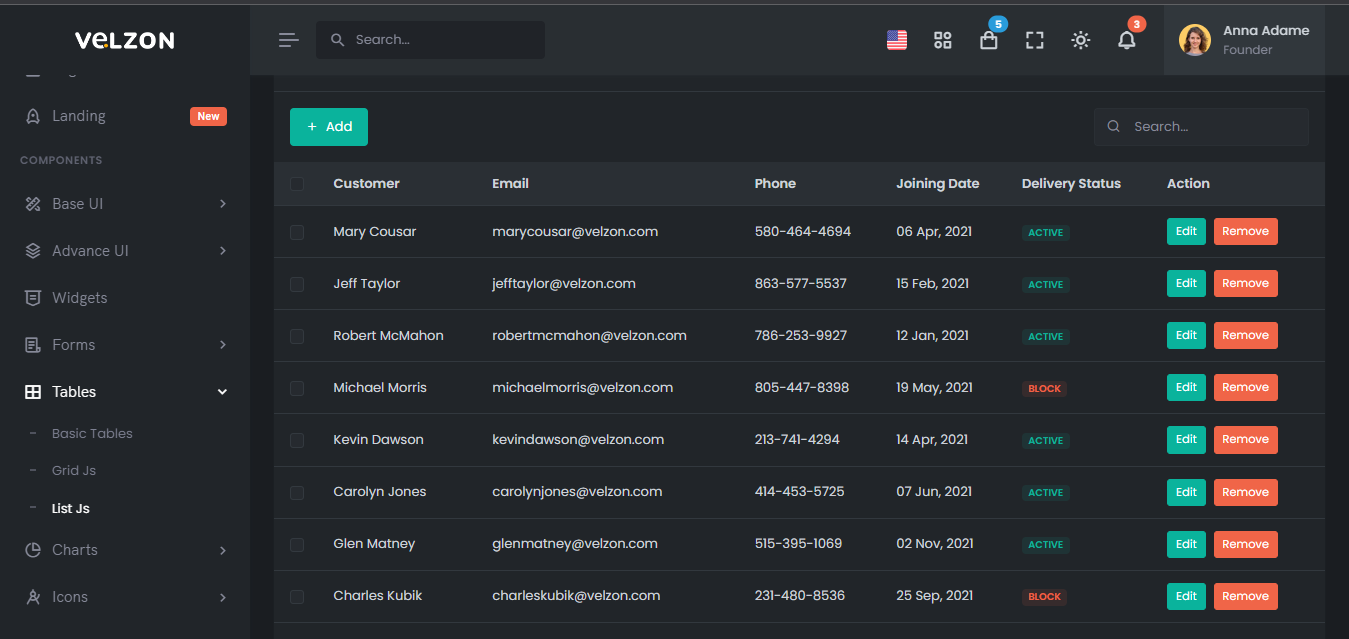 VELZON
Search...
5
3
Anna Adame
Founder
Landing
New
COMPONENTS
Base UI
Advance UI
Widgets
Forms
Tables
- Basic Tables
- Grid Js
- List Js
Charts
Icons
+ Add
Search...
Customer Email Phone Joining Date Delivery Status Action
Mary Cousar marycousar@velzon.com 580-464-4694 06 Apr, 2021 ACTIVE Edit Remove
Jeff Taylor jefftaylor@velzon.com 863-577-5537 15 Feb, 2021 ACTIVE Edit Remove
Robert McMahon robertmcmahon@velzon.com 786-253-9927 12 Jan, 2021 ACTIVE Edit Remove
Michael Morris michaelmorris@velzon.com 805-447-8398 19 May, 2021 BLOCK Edit Remove
Kevin Dawson kevindawson@velzon.com 213-741-4294 14 Apr, 2021 ACTIVE Edit Remove
Carolyn Jones carolynjones@velzon.com 414-453-5725 07 Jun, 2021 ACTIVE Edit Remove
Glen Matney glenmatney@velzon.com 515-395-1069 02 Nov, 2021 ACTIVE Edit Remove
Charles Kubik charleskubik@velzon.com 231-480-8536 25 Sep, 2021 BLOCK Edit Remove